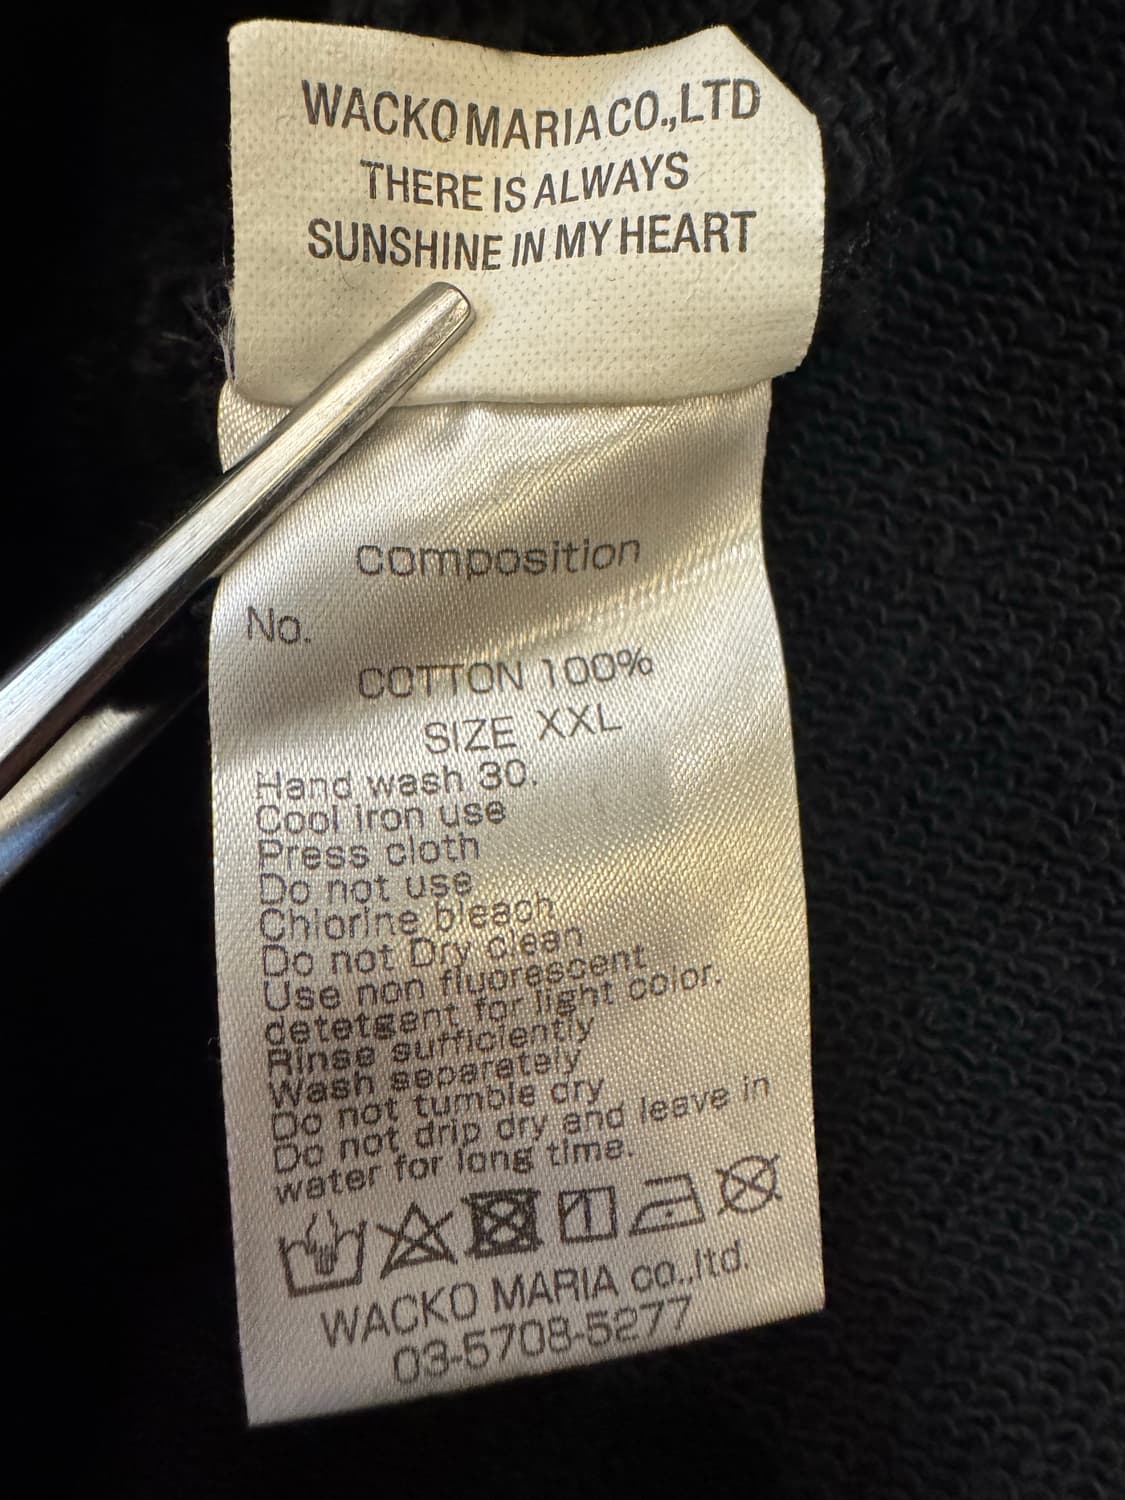 WACKO MARIA CO.,LTD
THERE IS ALWAYS
SUNSHINE IN MY HEART
composition
No.
COTTON 100%
SIZE XXL
Hand wash 30.
Cool iron use
Press cloth
Do not use
Chlorine bleach
Do not Dry clean
Use non fluorescent
detetgent for light color.
Rinse sufficiently
Wash separately
Do not tumble dry
Do not drip dry and leave in
water for long time.
WACKO MARIA co.,ltd.
03-5708-5277